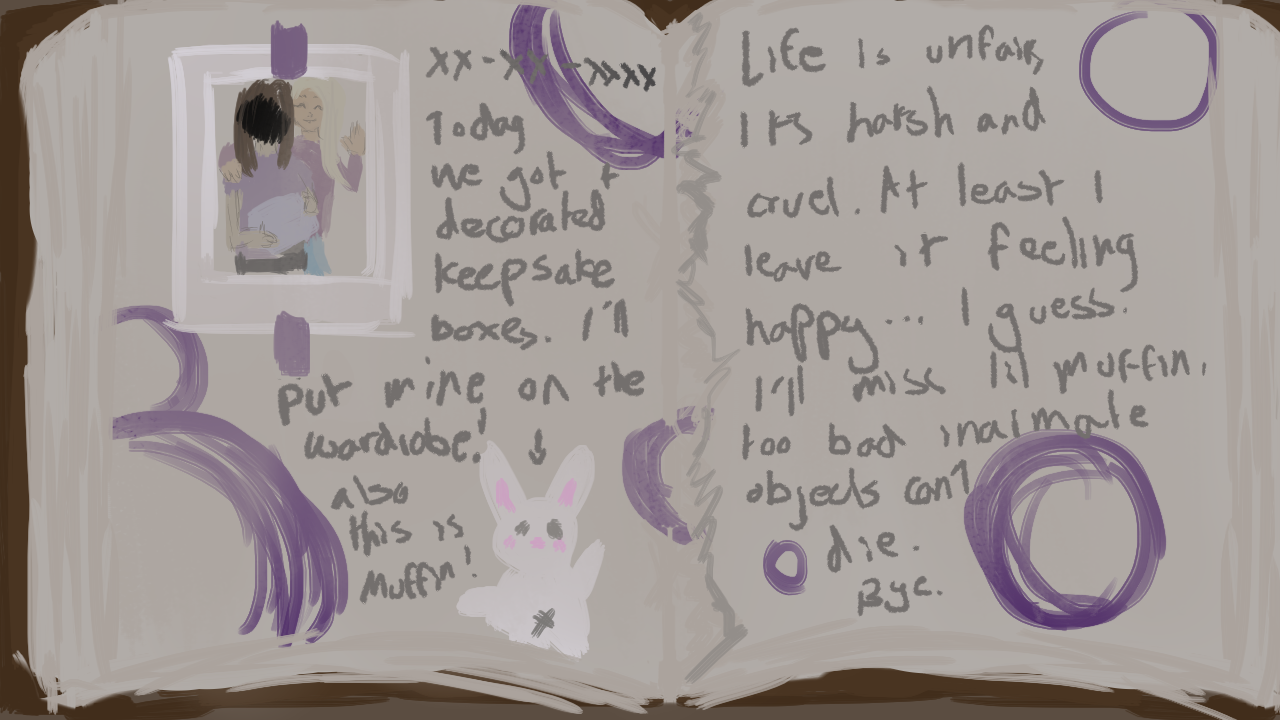 xx-xx-xxxx
Today
we got +
decorated
keepsake
boxes. I'll
put mine on the
wardrobe!
also
this is
Muffin!
Life is unfair,
It's harsh and
cruel. At least I
leave it feeling
happy... I guess.
I'll miss lil muffin,
too bad inaimate
objects can't
die.
Bye.